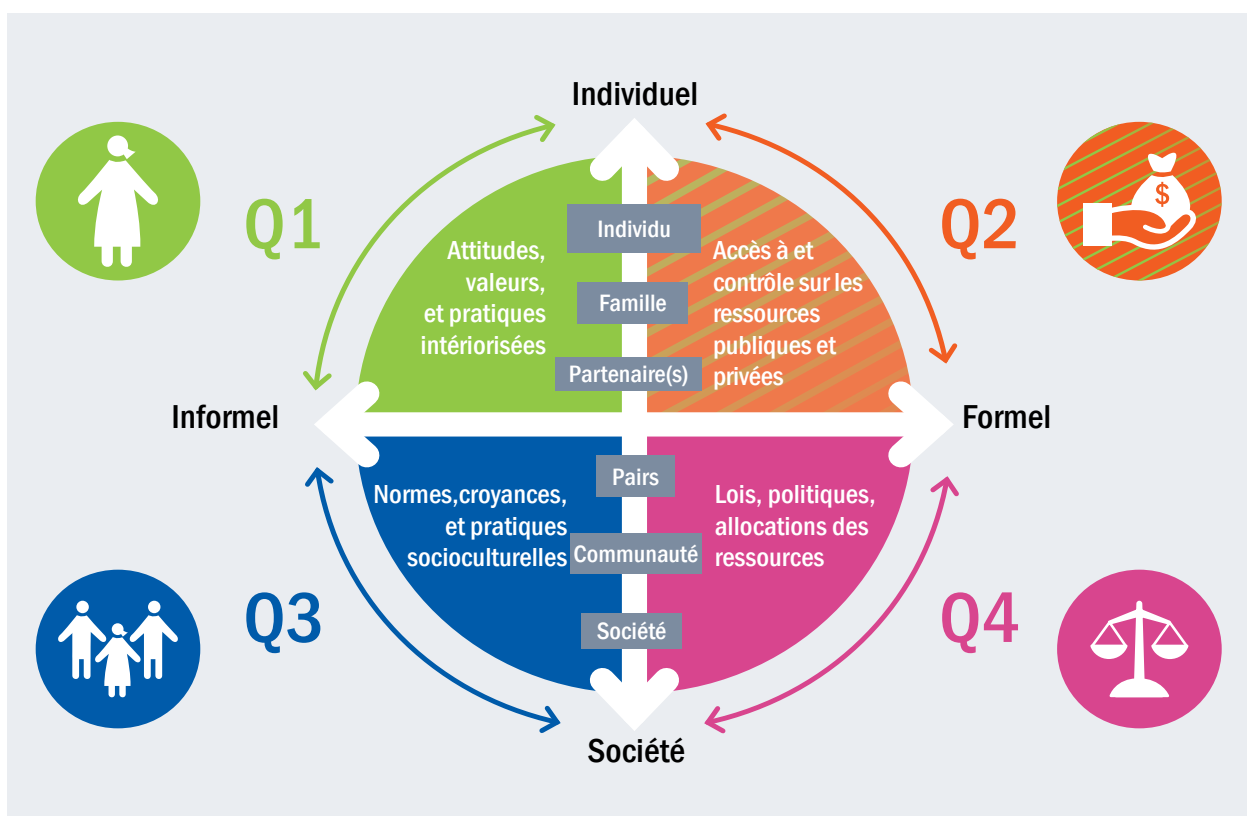 Individuel
Q1
Q2
$
Individu
Famille
Partenaire(s)
Attitudes,
valeurs,
et pratiques
intériorisées
Accès à et
contrôle sur les
ressources
publiques et
privées
Informel
Formel
Pairs
Communauté
Société
Normes,croyances,
et pratiques
socioculturelles
Lois, politiques,
allocations des
ressources
Q3
Q4
Société